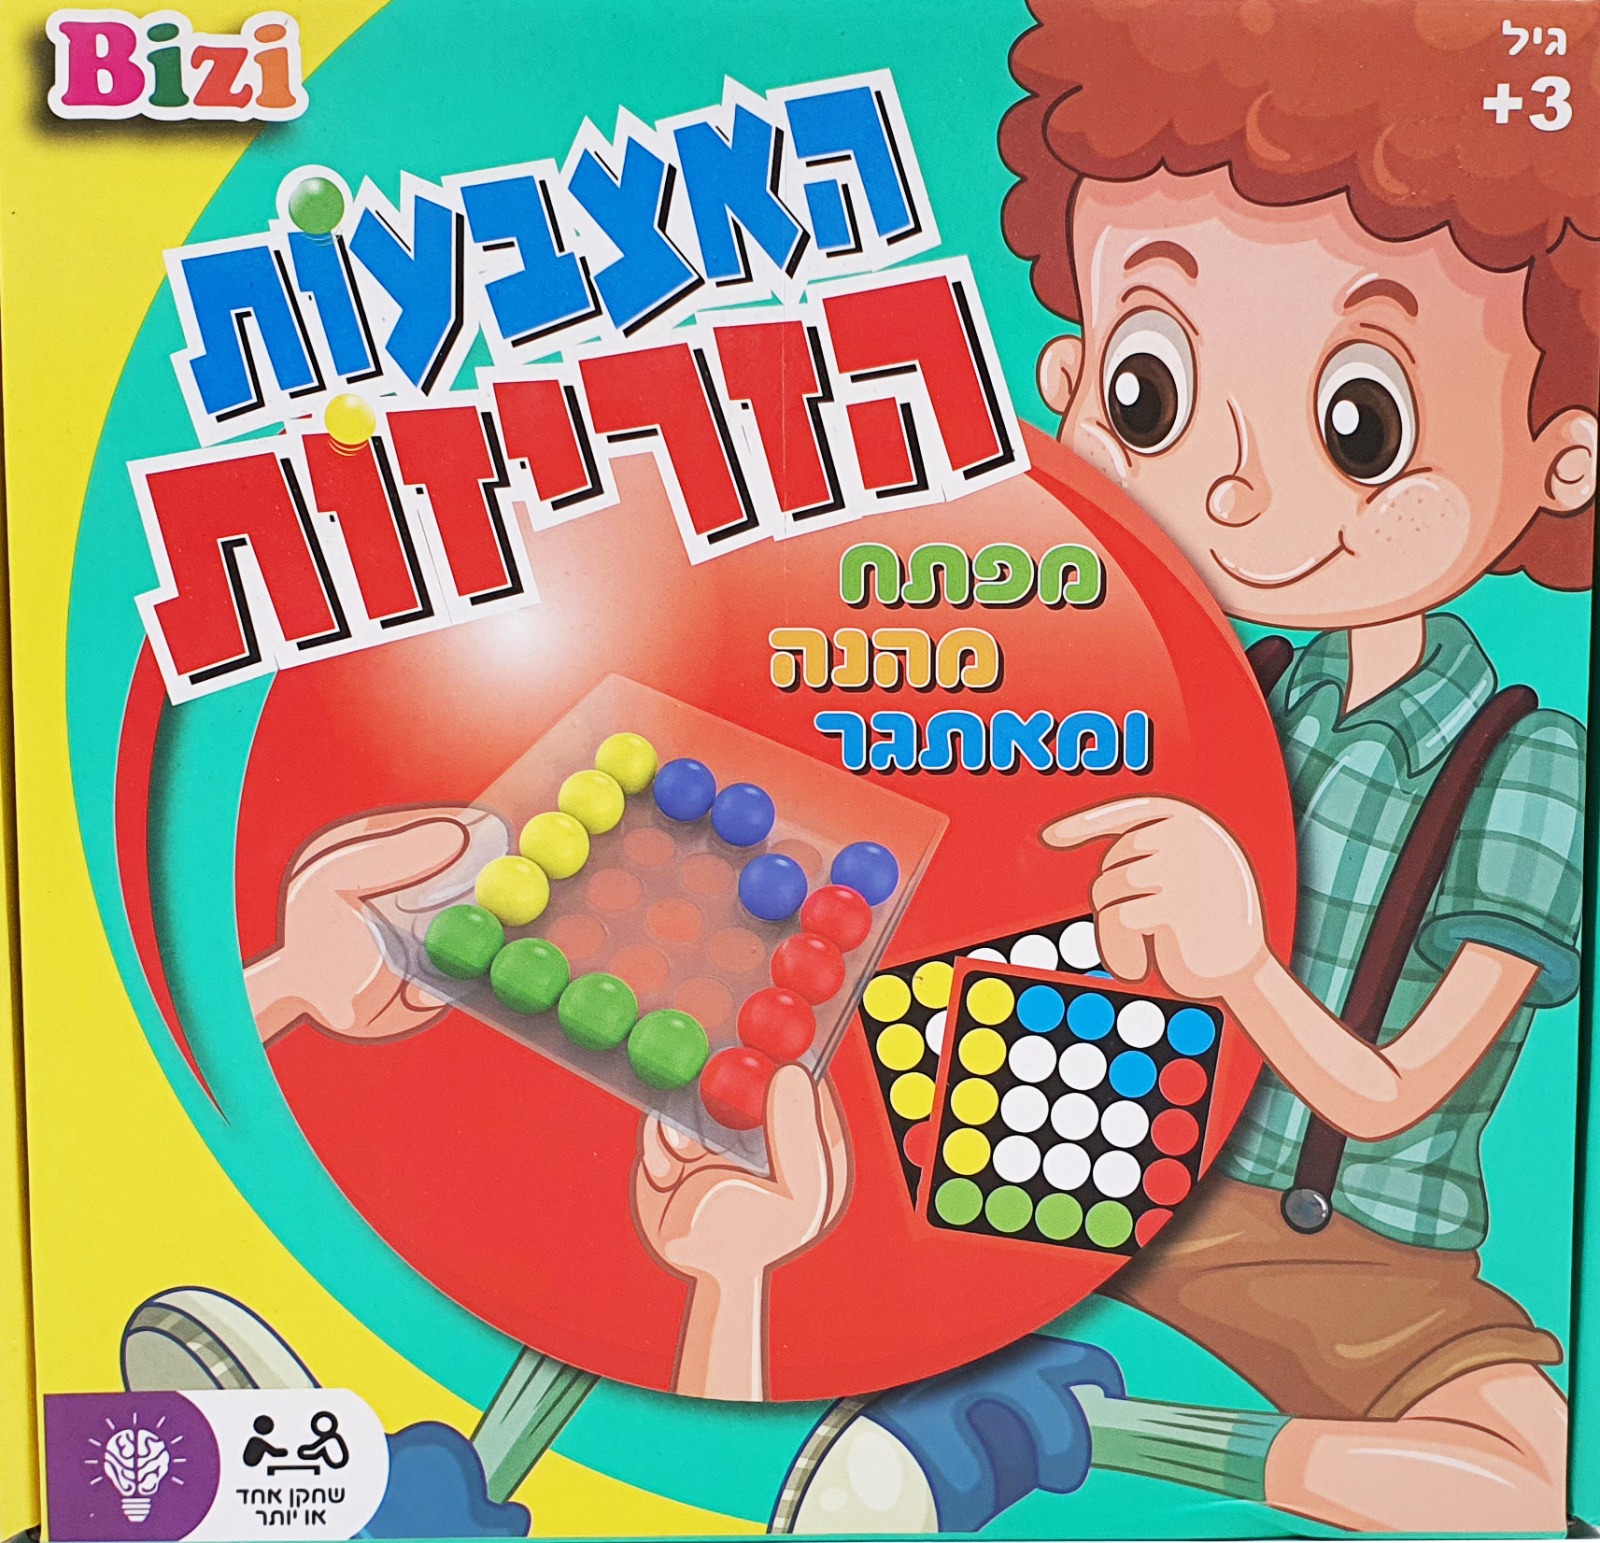 Bizi
גיל
3+
האצבעות
הזריזות
מפתח
מהנה
ומאתגר
שחקן אחד
או יותר